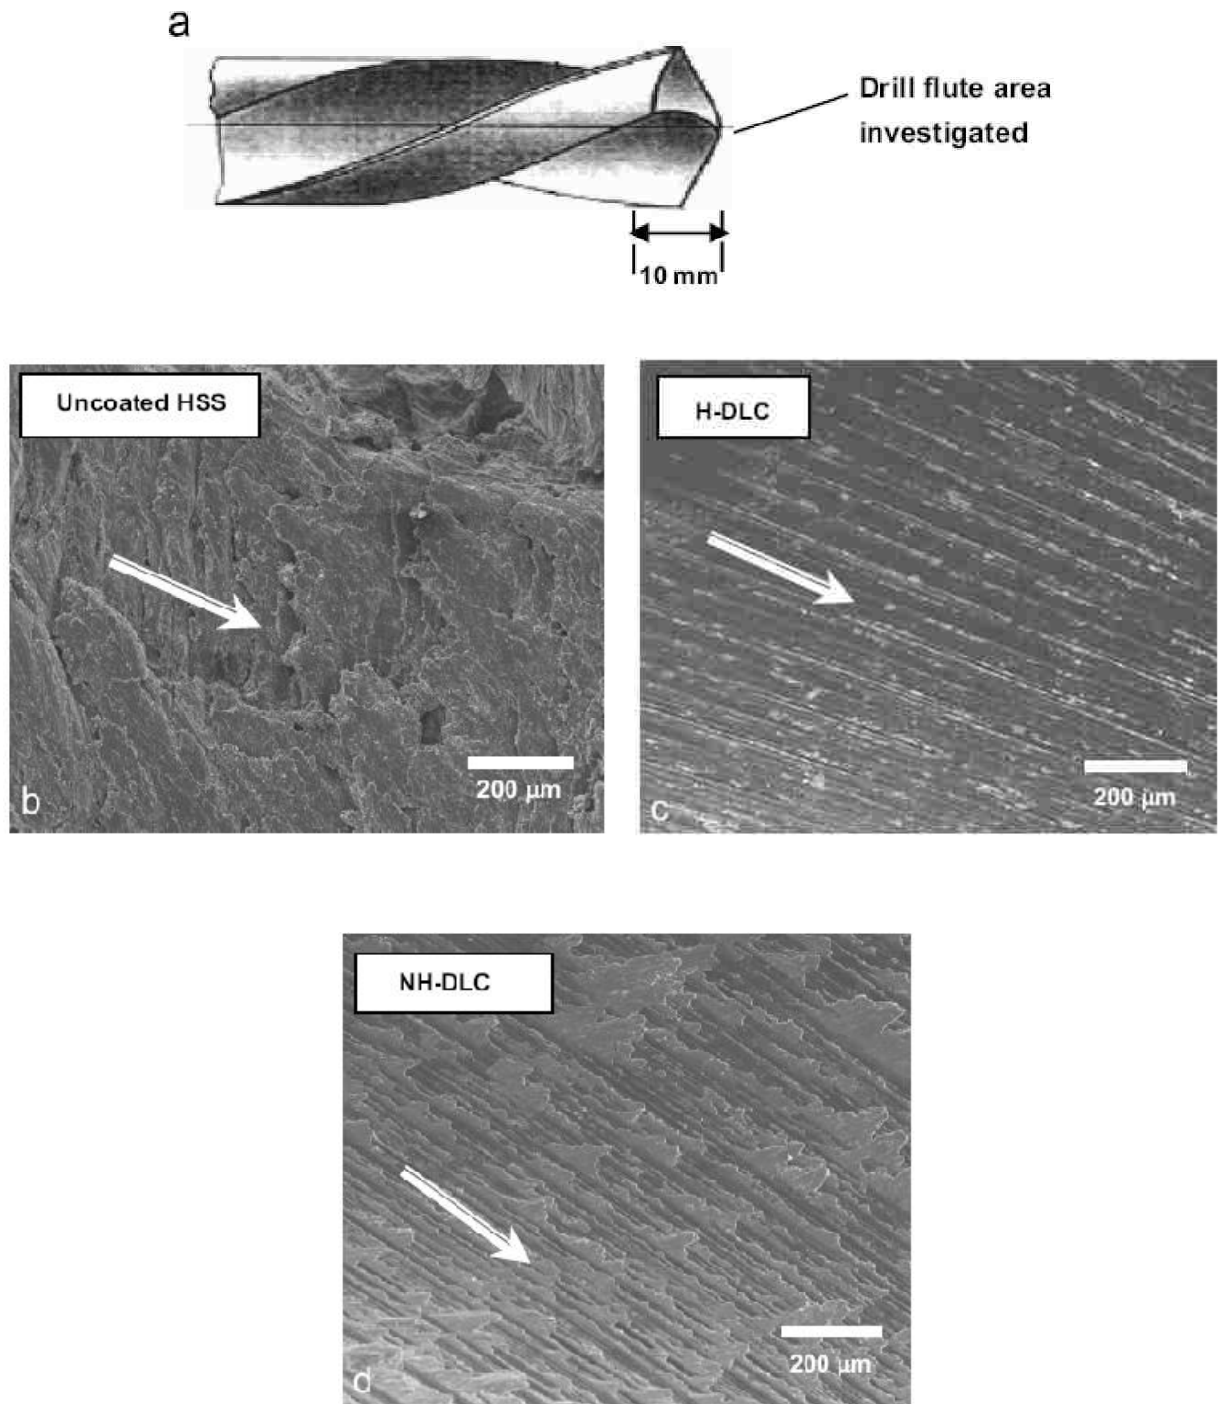 a
Drill flute area
investigated
10 mm
Uncoated HSS
200 µm
b
H-DLC
200 µm
c
NH-DLC
200 µm
d